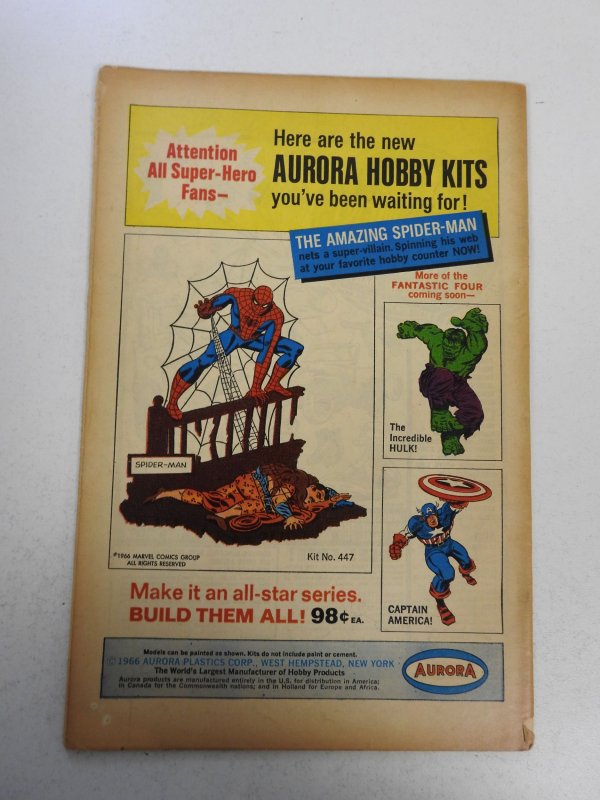 Attention
All Super-Hero
Fans—
Here are the new
AURORA HOBBY KITS
you've been waiting for!
THE AMAZING SPIDER-MAN
nets a super-villain. Spinning his web
at your favorite hobby counter NOW!
More of the
FANTASTIC FOUR
coming soon—
SPIDER-MAN
©1966 MARVEL COMICS GROUP
ALL RIGHTS RESERVED
Kit No. 447
The
Incredible
HULK!
CAPTAIN
AMERICA!
Make it an all-star series.
BUILD THEM ALL! 98¢ EA.
Models can be painted as shown. Kits do not include paint or cement.
© 1966 AURORA PLASTICS CORP., WEST HEMPSTEAD, NEW YORK
The World's Largest Manufacturer of Hobby Products
Aurora products are manufactured entirely in the U.S. for distribution in America;
in Canada for the Commonwealth nations; and in Holland for Europe and Africa.
AURORA